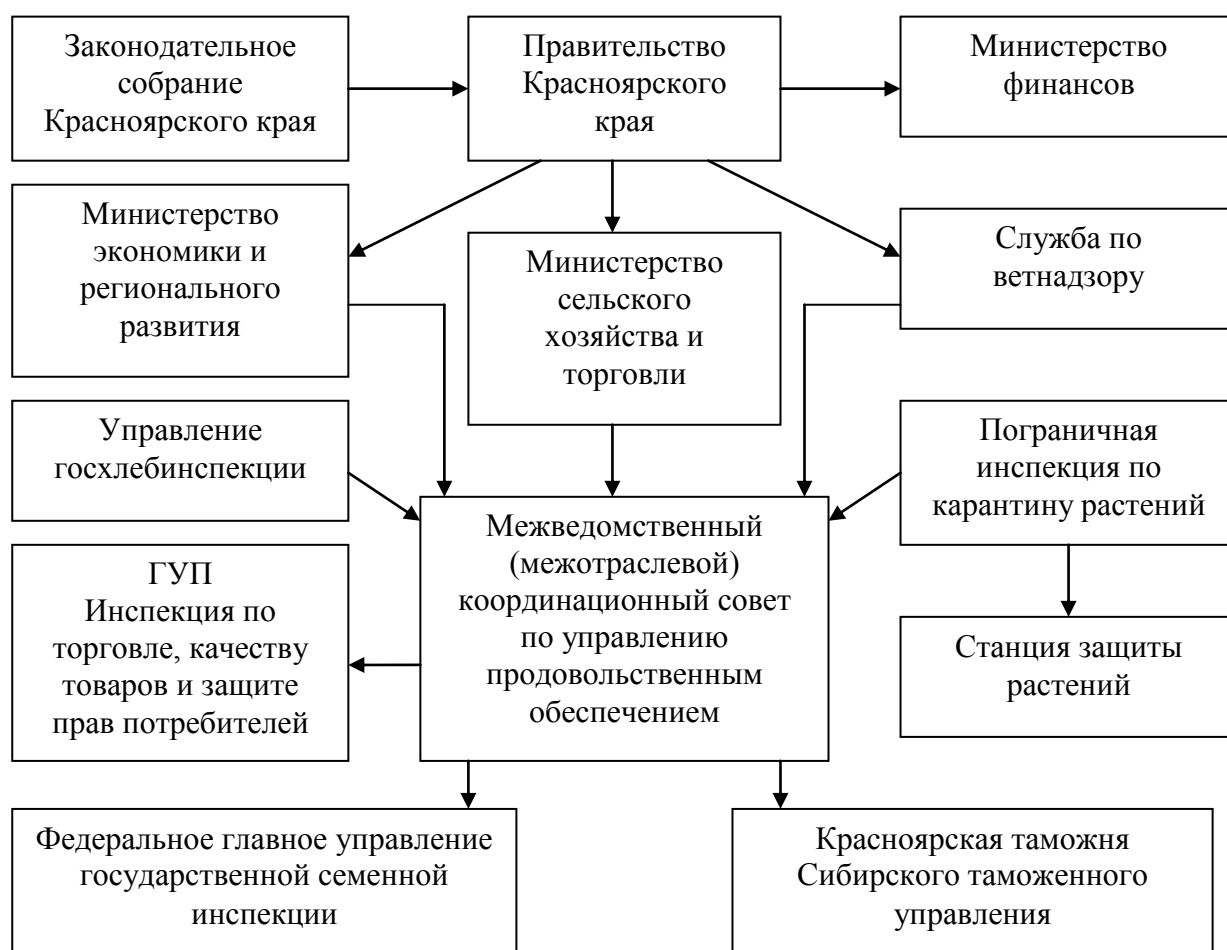 Законодательное
собрание
Красноярского края
Правительство
Красноярского
края
Министерство
финансов
Министерство
экономики и
регионального
развития
Министерство
сельского
хозяйства и
торговли
Служба по
ветнадзору
Управление
госхлебинспекции
Межведомственный
(межотраслевой)
координационный совет
по управлению
продовольственным
обеспечением
Пограничная
инспекция по
карантину растений
ГУП
Инспекция по
торговле, качеству
товаров и защите
прав потребителей
Станция защиты
растений
Федеральное главное управление
государственной семенной
инспекции
Красноярская таможня
Сибирского таможенного
управления